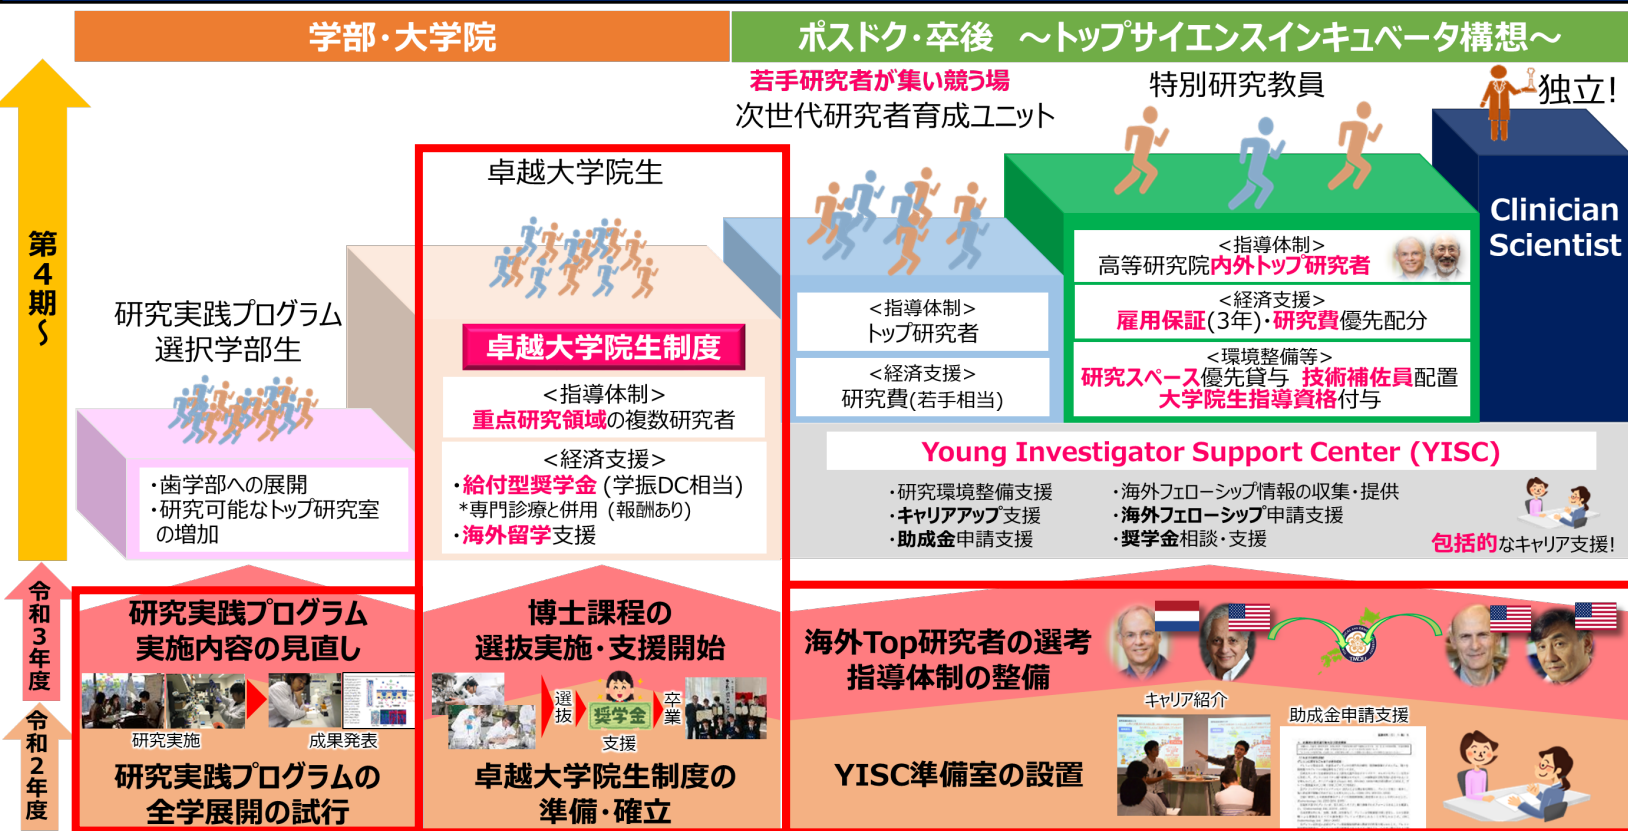 学部・大学院
ポスドク・卒後　～トップサイエンスインキュベータ構想～
第4期～
令和3年度
令和2年度
研究実践プログラム
選択学部生
・歯学部への展開
・研究可能なトップ研究室
の増加
卓越大学院生
卓越大学院生制度
<指導体制>
重点研究領域の複数研究者
<経済支援>
・給付型奨学金 (学振DC相当)
*専門診療と併用 (報酬あり)
・海外留学支援
若手研究者が集い競う場
次世代研究者育成ユニット
<指導体制>
トップ研究者
<経済支援>
研究費(若手相当)
特別研究教員
<指導体制>
高等研究院内外トップ研究者
<経済支援>
雇用保証(3年)・研究費優先配分
<環境整備等>
研究スペース優先貸与 技術補佐員配置
大学院生指導資格付与
独立!
Clinician
Scientist
Young Investigator Support Center (YISC)
・研究環境整備支援
・キャリアアップ支援
・助成金申請支援
・海外フェローシップ情報の収集・提供
・海外フェローシップ申請支援
・奨学金相談・支援
包括的なキャリア支援!
研究実践プログラム
実施内容の見直し
研究実施
成果発表
研究実践プログラムの
全学展開の試行
博士課程の
選抜実施・支援開始
選抜
奨学金
支援
卒業
卓越大学院生制度の
準備・確立
海外Top研究者の選考
指導体制の整備
TMDU
キャリア紹介
助成金申請支援
YISC準備室の設置